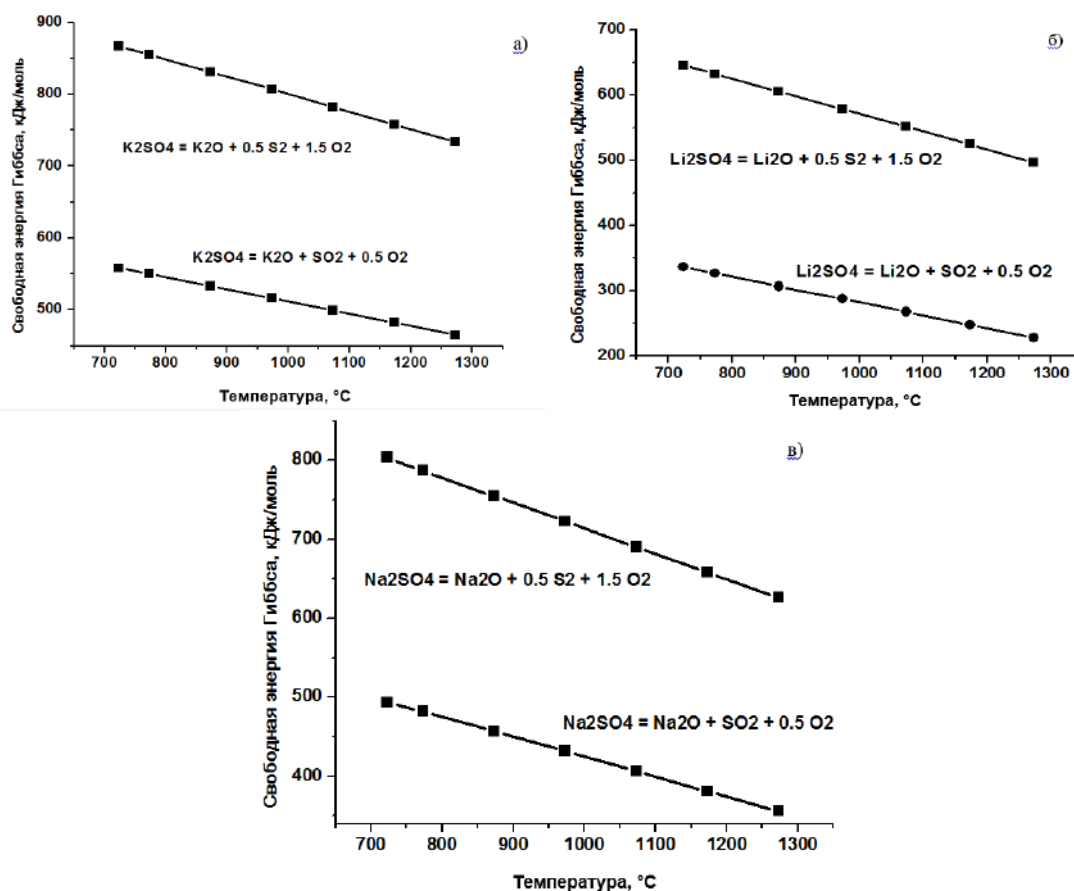 а)
Свободная энергия Гиббса, кДж/моль
900
800
700
600
500
K2SO4 = K2O + 0.5 S2 + 1.5 O2
K2SO4 = K2O + SO2 + 0.5 O2
700 800 900 1000 1100 1200 1300
Температура, °C
б)
Свободная энергия Гиббса, кДж/моль
700
600
500
400
300
200
Li2SO4 = Li2O + 0.5 S2 + 1.5 O2
Li2SO4 = Li2O + SO2 + 0.5 O2
700 800 900 1000 1100 1200 1300
Температура, °C
в)
Свободная энергия Гиббса, кДж/моль
800
700
600
500
400
Na2SO4 = Na2O + 0.5 S2 + 1.5 O2
Na2SO4 = Na2O + SO2 + 0.5 O2
700 800 900 1000 1100 1200 1300
Температура, °C